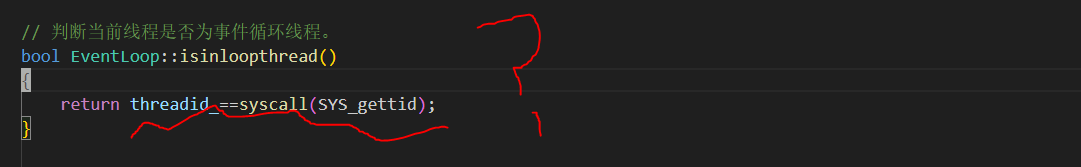 // 判断当前线程是否为事件循环线程。
bool EventLoop::isinloopthread()
{
    return threadid_==syscall(SYS_gettid);
}